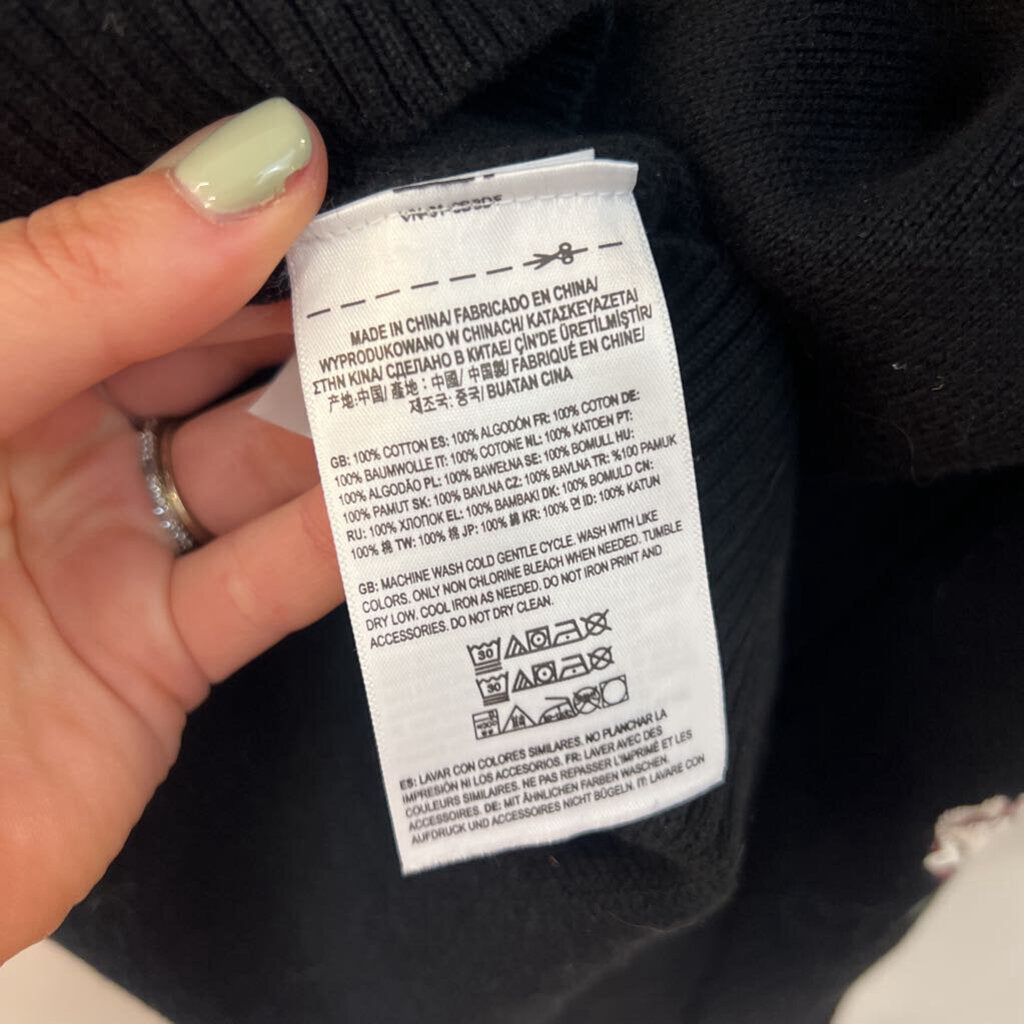 MADE IN CHINA/ FABRICADO EN CHINA/
WYPRODUKOWANO W CHINACH/ ΚΑΤΑΣΚΕΥΑΖΕΤΑΙ
ΣΤΗΝ ΚΙΝΑ/ СДЕЛАНО В КИТАЕ/ ÇİN'DE ÜRETİLMİŞTİR/
产地:中国/ 產地：中國/ 中国製/ FABRIQUÉ EN CHINE/
제조국: 중국/ BUATAN CINA
GB: 100% COTTON ES: 100% ALGODÓN FR: 100% COTON DE:
100% BAUMWOLLE IT: 100% COTONE NL: 100% KATOEN PT:
100% ALGODÃO PL: 100% BAWEŁNA SE: 100% BOMULL HU:
100% PAMUT SK: 100% BAVLNA CZ: 100% BAVLNA TR: %100 PAMUK
RU: 100% ХЛОПОК EL: 100% ΒΑΜΒΑΚΙ DK: 100% BOMULD CN:
100% 棉 TW: 100% 棉 JP: 100% 綿 KR: 100% 면 ID: 100% KATUN
GB: MACHINE WASH COLD GENTLE CYCLE. WASH WITH LIKE
COLORS. ONLY NON CHLORINE BLEACH WHEN NEEDED. TUMBLE
DRY LOW. COOL IRON AS NEEDED. DO NOT IRON PRINT AND
ACCESSORIES. DO NOT DRY CLEAN.
30
30
ES: LAVAR CON COLORES SIMILARES. NO PLANCHAR LA
IMPRESIÓN NI LOS ACCESORIOS. FR: LAVER AVEC DES
COULEURS SIMILAIRES. NE PAS REPASSER L'IMPRIMÉ ET LES
ACCESSOIRES. DE: MIT ÄHNLICHEN FARBEN WASCHEN.
AUFDRUCK UND ACCESSOIRES NICHT BÜGELN. IT: LAVARE CON